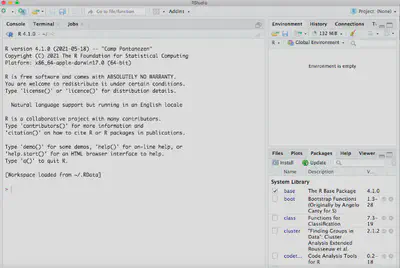 RStudio
Go to file/function
Addins
Project: (None)
Console
Terminal
Jobs
R 4.1.0 · ~/
R version 4.1.0 (2021-05-18) -- "Camp Pontanezen"
Copyright (C) 2021 The R Foundation for Statistical Computing
Platform: x86_64-apple-darwin17.0 (64-bit)
R is free software and comes with ABSOLUTELY NO WARRANTY.
You are welcome to redistribute it under certain conditions.
Type 'license()' or 'licence()' for distribution details.
Natural language support but running in an English locale
R is a collaborative project with many contributors.
Type 'contributors()' for more information and
'citation()' on how to cite R or R packages in publications.
Type 'demo()' for some demos, 'help()' for on-line help, or
'help.start()' for an HTML browser interface to help.
Type 'q()' to quit R.
[Workspace loaded from ~/.RData]
>
Environment
History
Connections
132 MiB
R
Global Environment
Environment is empty
Files
Plots
Packages
Help
Viewer
Install
Update
Name
Description
V...
System Library
base
The R Base Package
4.1.0
boot
Bootstrap Functions
(Originally by Angelo
Canty for S)
1.3-
28
class
Functions for
Classification
7.3-
19
cluster
"Finding Groups in
Data": Cluster
Analysis Extended
Rousseeuw et al.
2.1.2
codet...
Code Analysis Tools
for R
0.2-
18